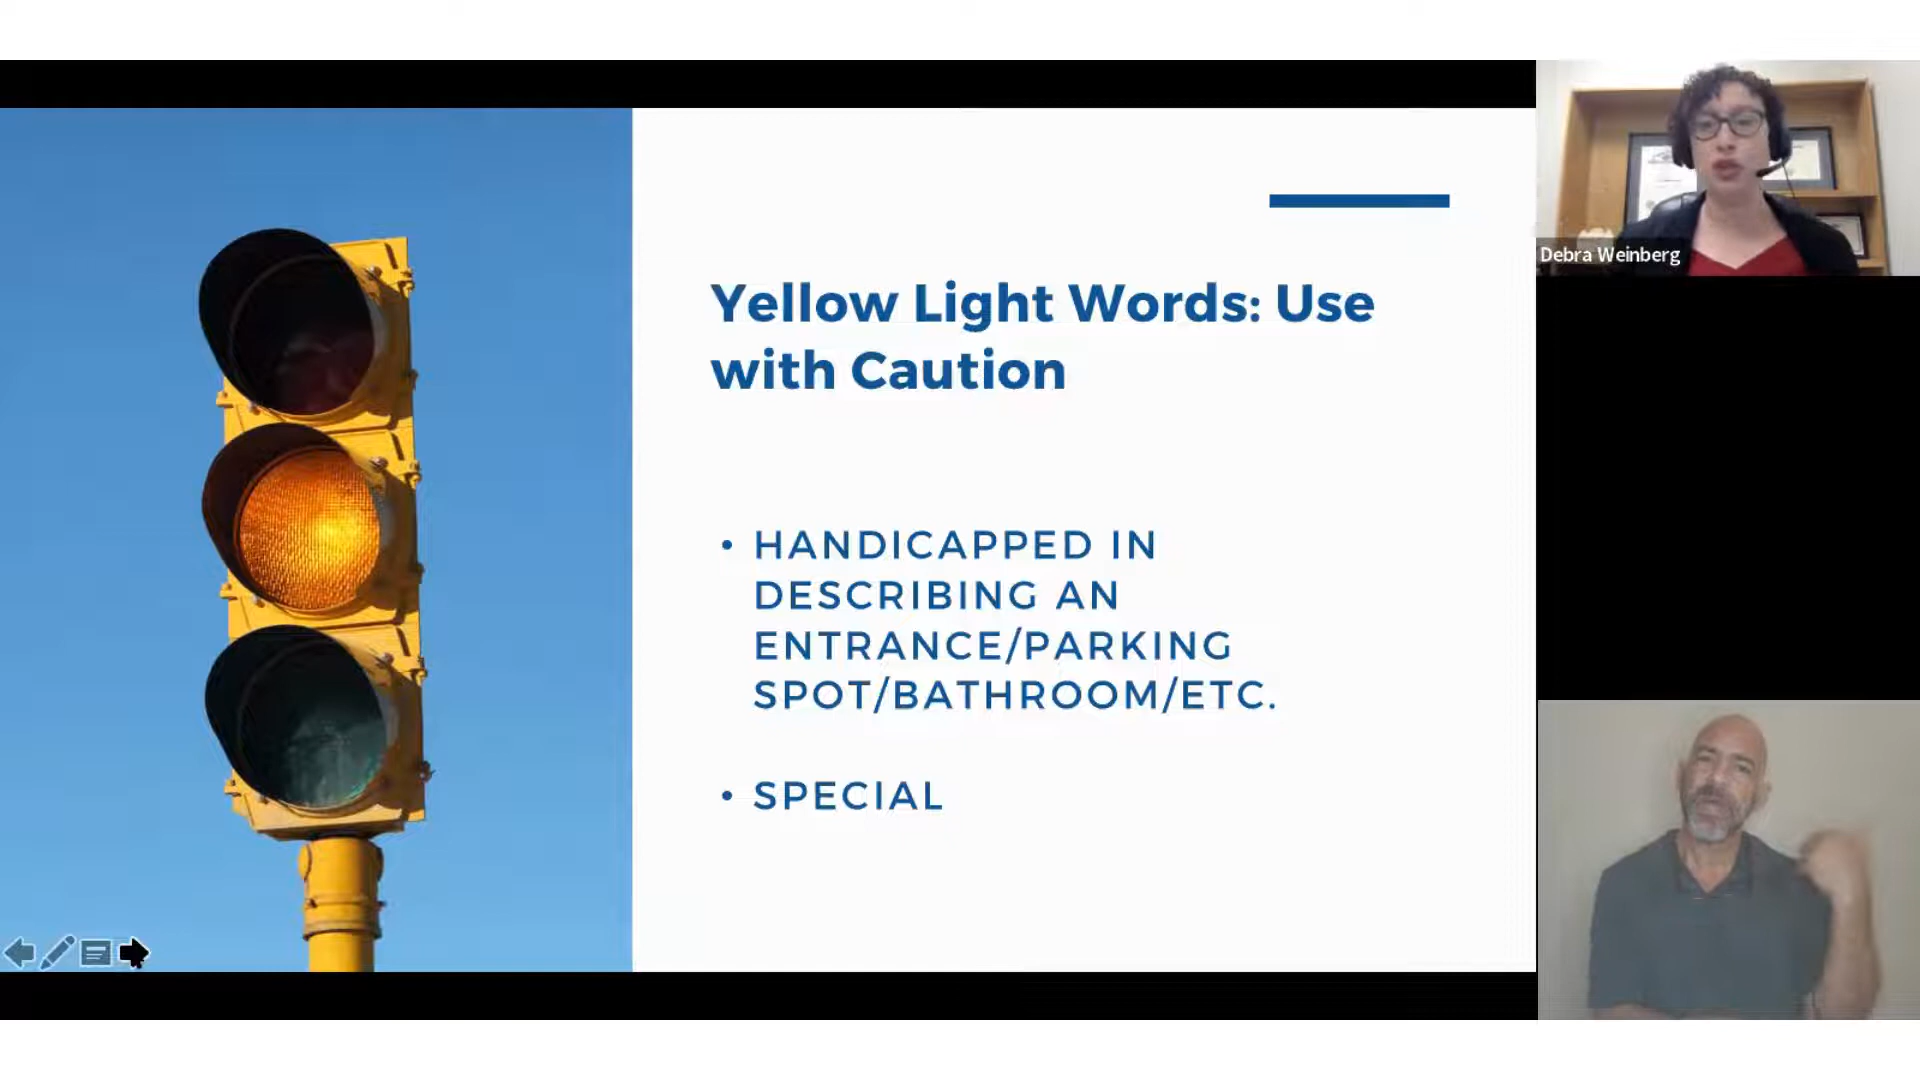 Yellow Light Words: Use
with Caution
• HANDICAPPED IN
DESCRIBING AN
ENTRANCE/PARKING
SPOT/BATHROOM/ETC.
• SPECIAL
Debra Weinberg